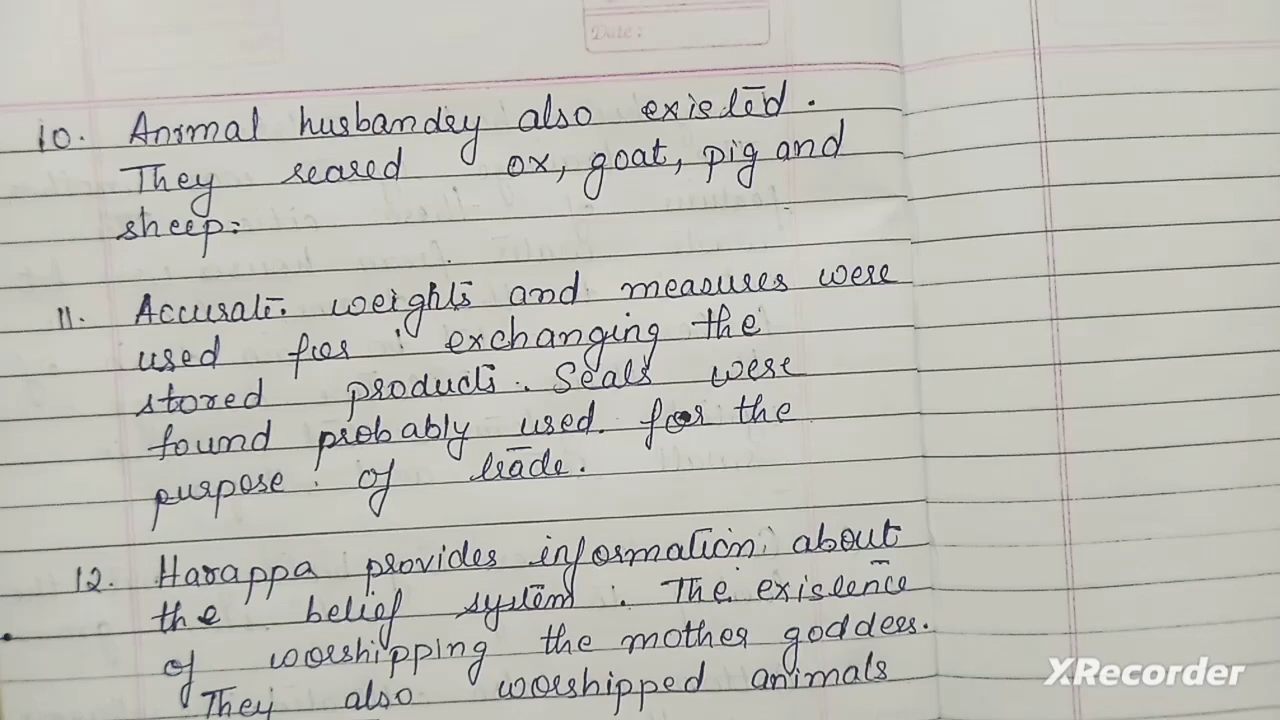 Date:
10. Animal husbandry also existed.
They reared ox, goat, pig and
sheep.
11. Accurate weights and measures were
used for exchanging the
stored products. Seals were
found probably used for the
purpose of trade.
12. Harappa provides information about
the belief system. The existence
of worshipping the mother goddess.
They also worshipped animals
XRecorder